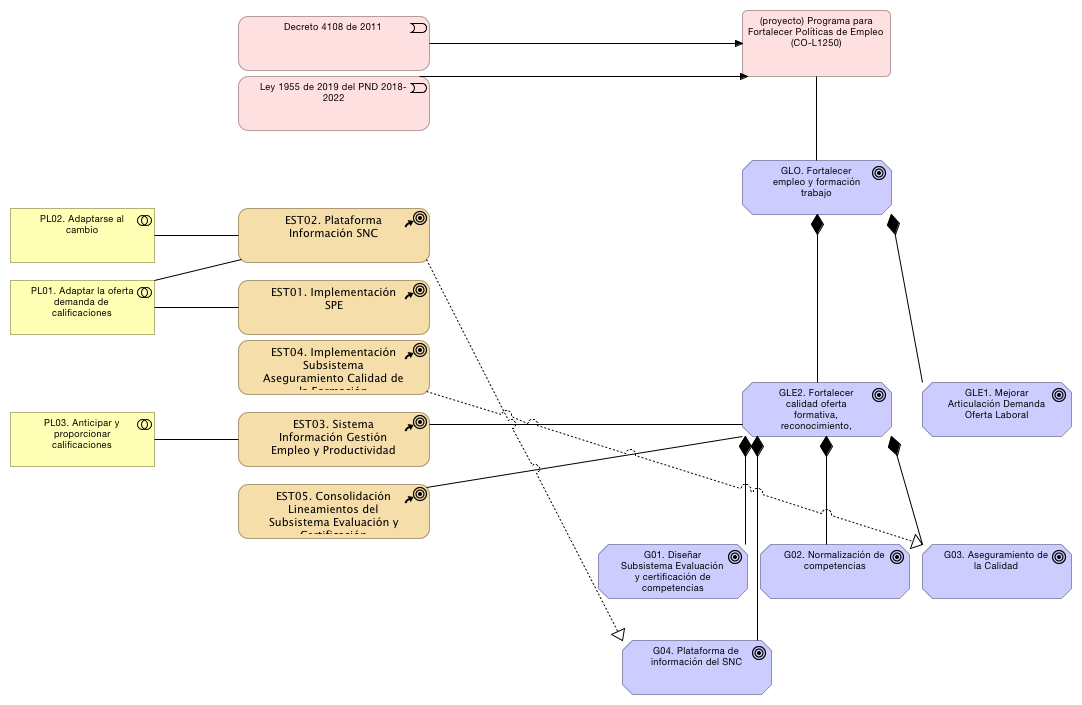 Decreto 4108 de 2011
(proyecto) Programa para
Fortalecer Políticas de Empleo
(CO-L1250)
Ley 1955 de 2019 del PND 2018-
2022
GLO. Fortalecer
empleo y formación
trabajo
PL02. Adaptarse al
cambio
EST02. Plataforma
Información SNC
PL01. Adaptar la oferta
demanda de
calificaciones
EST01. Implementación
SPE
EST04. Implementación
Subsistema
Aseguramiento Calidad de
la Formación
GLE2. Fortalecer
calidad oferta
formativa,
reconocimiento,
GLE1. Mejorar
Articulación Demanda
Oferta Laboral
PL03. Anticipar y
proporcionar
calificaciones
EST03. Sistema
Información Gestión
Empleo y Productividad
EST05. Consolidación
Lineamientos del
Subsistema Evaluación y
Certificación
G01. Diseñar
Subsistema Evaluación
y certificación de
competencias
G02. Normalización de
competencias
G03. Aseguramiento de
la Calidad
G04. Plataforma de
información del SNC